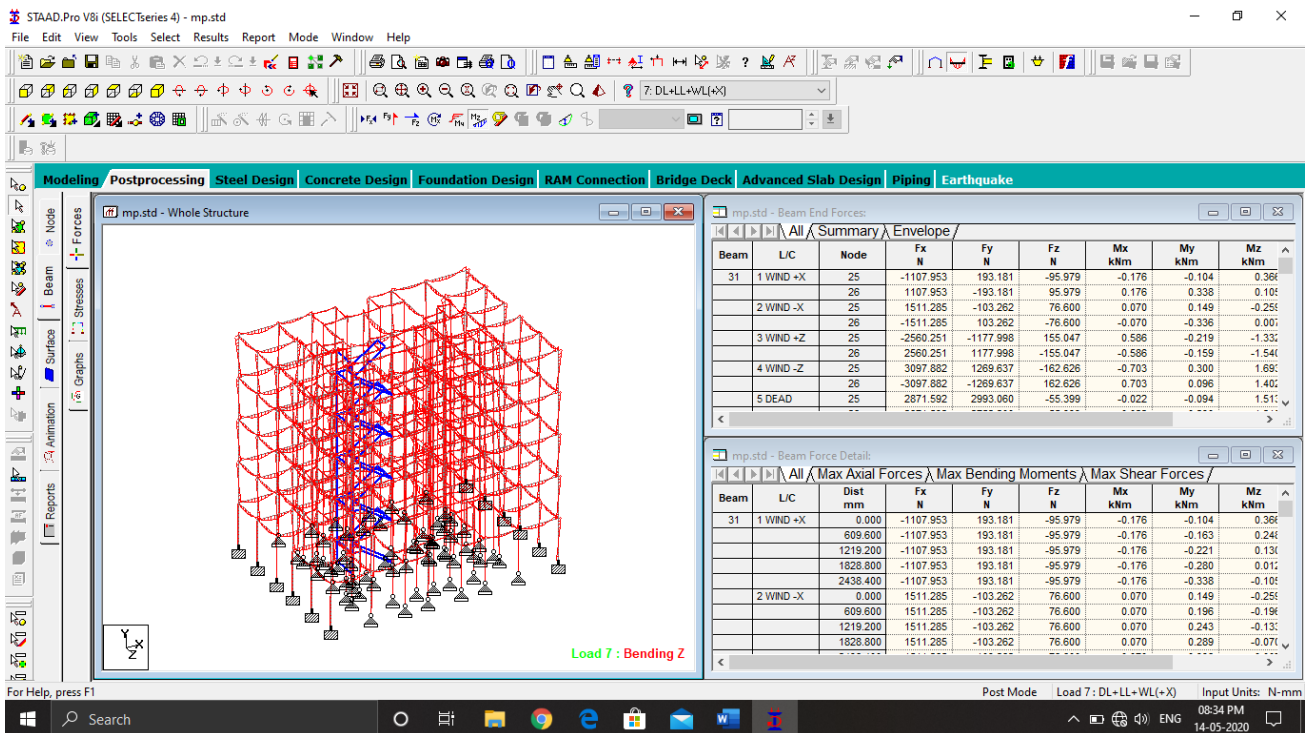 STAAD.Pro V8i (SELECTseries 4) - mp.std
File Edit View Tools Select Results Report Mode Window Help
7: DL+LL+WL(+X)
Modeling Postprocessing Steel Design Concrete Design Foundation Design RAM Connection Bridge Deck Advanced Slab Design Piping Earthquake
Node
Beam
Surface
Animation
Reports
Forces
Stresses
Graphs
mp.std - Whole Structure
Y
X
Z
Load 7 : Bending Z
mp.std - Beam End Forces:
All Summary Envelope
Beam L/C Node Fx N Fy N Fz N Mx kNm My kNm Mz kNm
31 1 WIND +X 25 -1107.953 193.181 -95.979 -0.176 -0.104 0.366
26 1107.953 -193.181 95.979 0.176 0.338 0.105
2 WIND -X 25 1511.285 -103.262 76.600 0.070 0.149 -0.259
26 -1511.285 103.262 -76.600 -0.070 -0.336 0.007
3 WIND +Z 25 -2560.251 -1177.998 155.047 0.586 -0.219 -1.332
26 2560.251 1177.998 -155.047 -0.586 -0.159 -1.540
4 WIND -Z 25 3097.882 1269.637 -162.626 -0.703 0.300 1.693
26 -3097.882 -1269.637 162.626 0.703 0.096 1.402
5 DEAD 25 2871.592 2993.060 -55.399 -0.022 -0.094 1.513
mp.std - Beam Force Detail:
All Max Axial Forces Max Bending Moments Max Shear Forces
Beam L/C Dist mm Fx N Fy N Fz N Mx kNm My kNm Mz kNm
31 1 WIND +X 0.000 -1107.953 193.181 -95.979 -0.176 -0.104 0.366
609.600 -1107.953 193.181 -95.979 -0.176 -0.163 0.248
1219.200 -1107.953 193.181 -95.979 -0.176 -0.221 0.130
1828.800 -1107.953 193.181 -95.979 -0.176 -0.280 0.012
2438.400 -1107.953 193.181 -95.979 -0.176 -0.338 -0.105
2 WIND -X 0.000 1511.285 -103.262 76.600 0.070 0.149 -0.259
609.600 1511.285 -103.262 76.600 0.070 0.196 -0.196
1219.200 1511.285 -103.262 76.600 0.070 0.243 -0.133
1828.800 1511.285 -103.262 76.600 0.070 0.289 -0.070
For Help, press F1
Post Mode Load 7 : DL+LL+WL(+X) Input Units: N-mm
Search
ENG
08:34 PM
14-05-2020